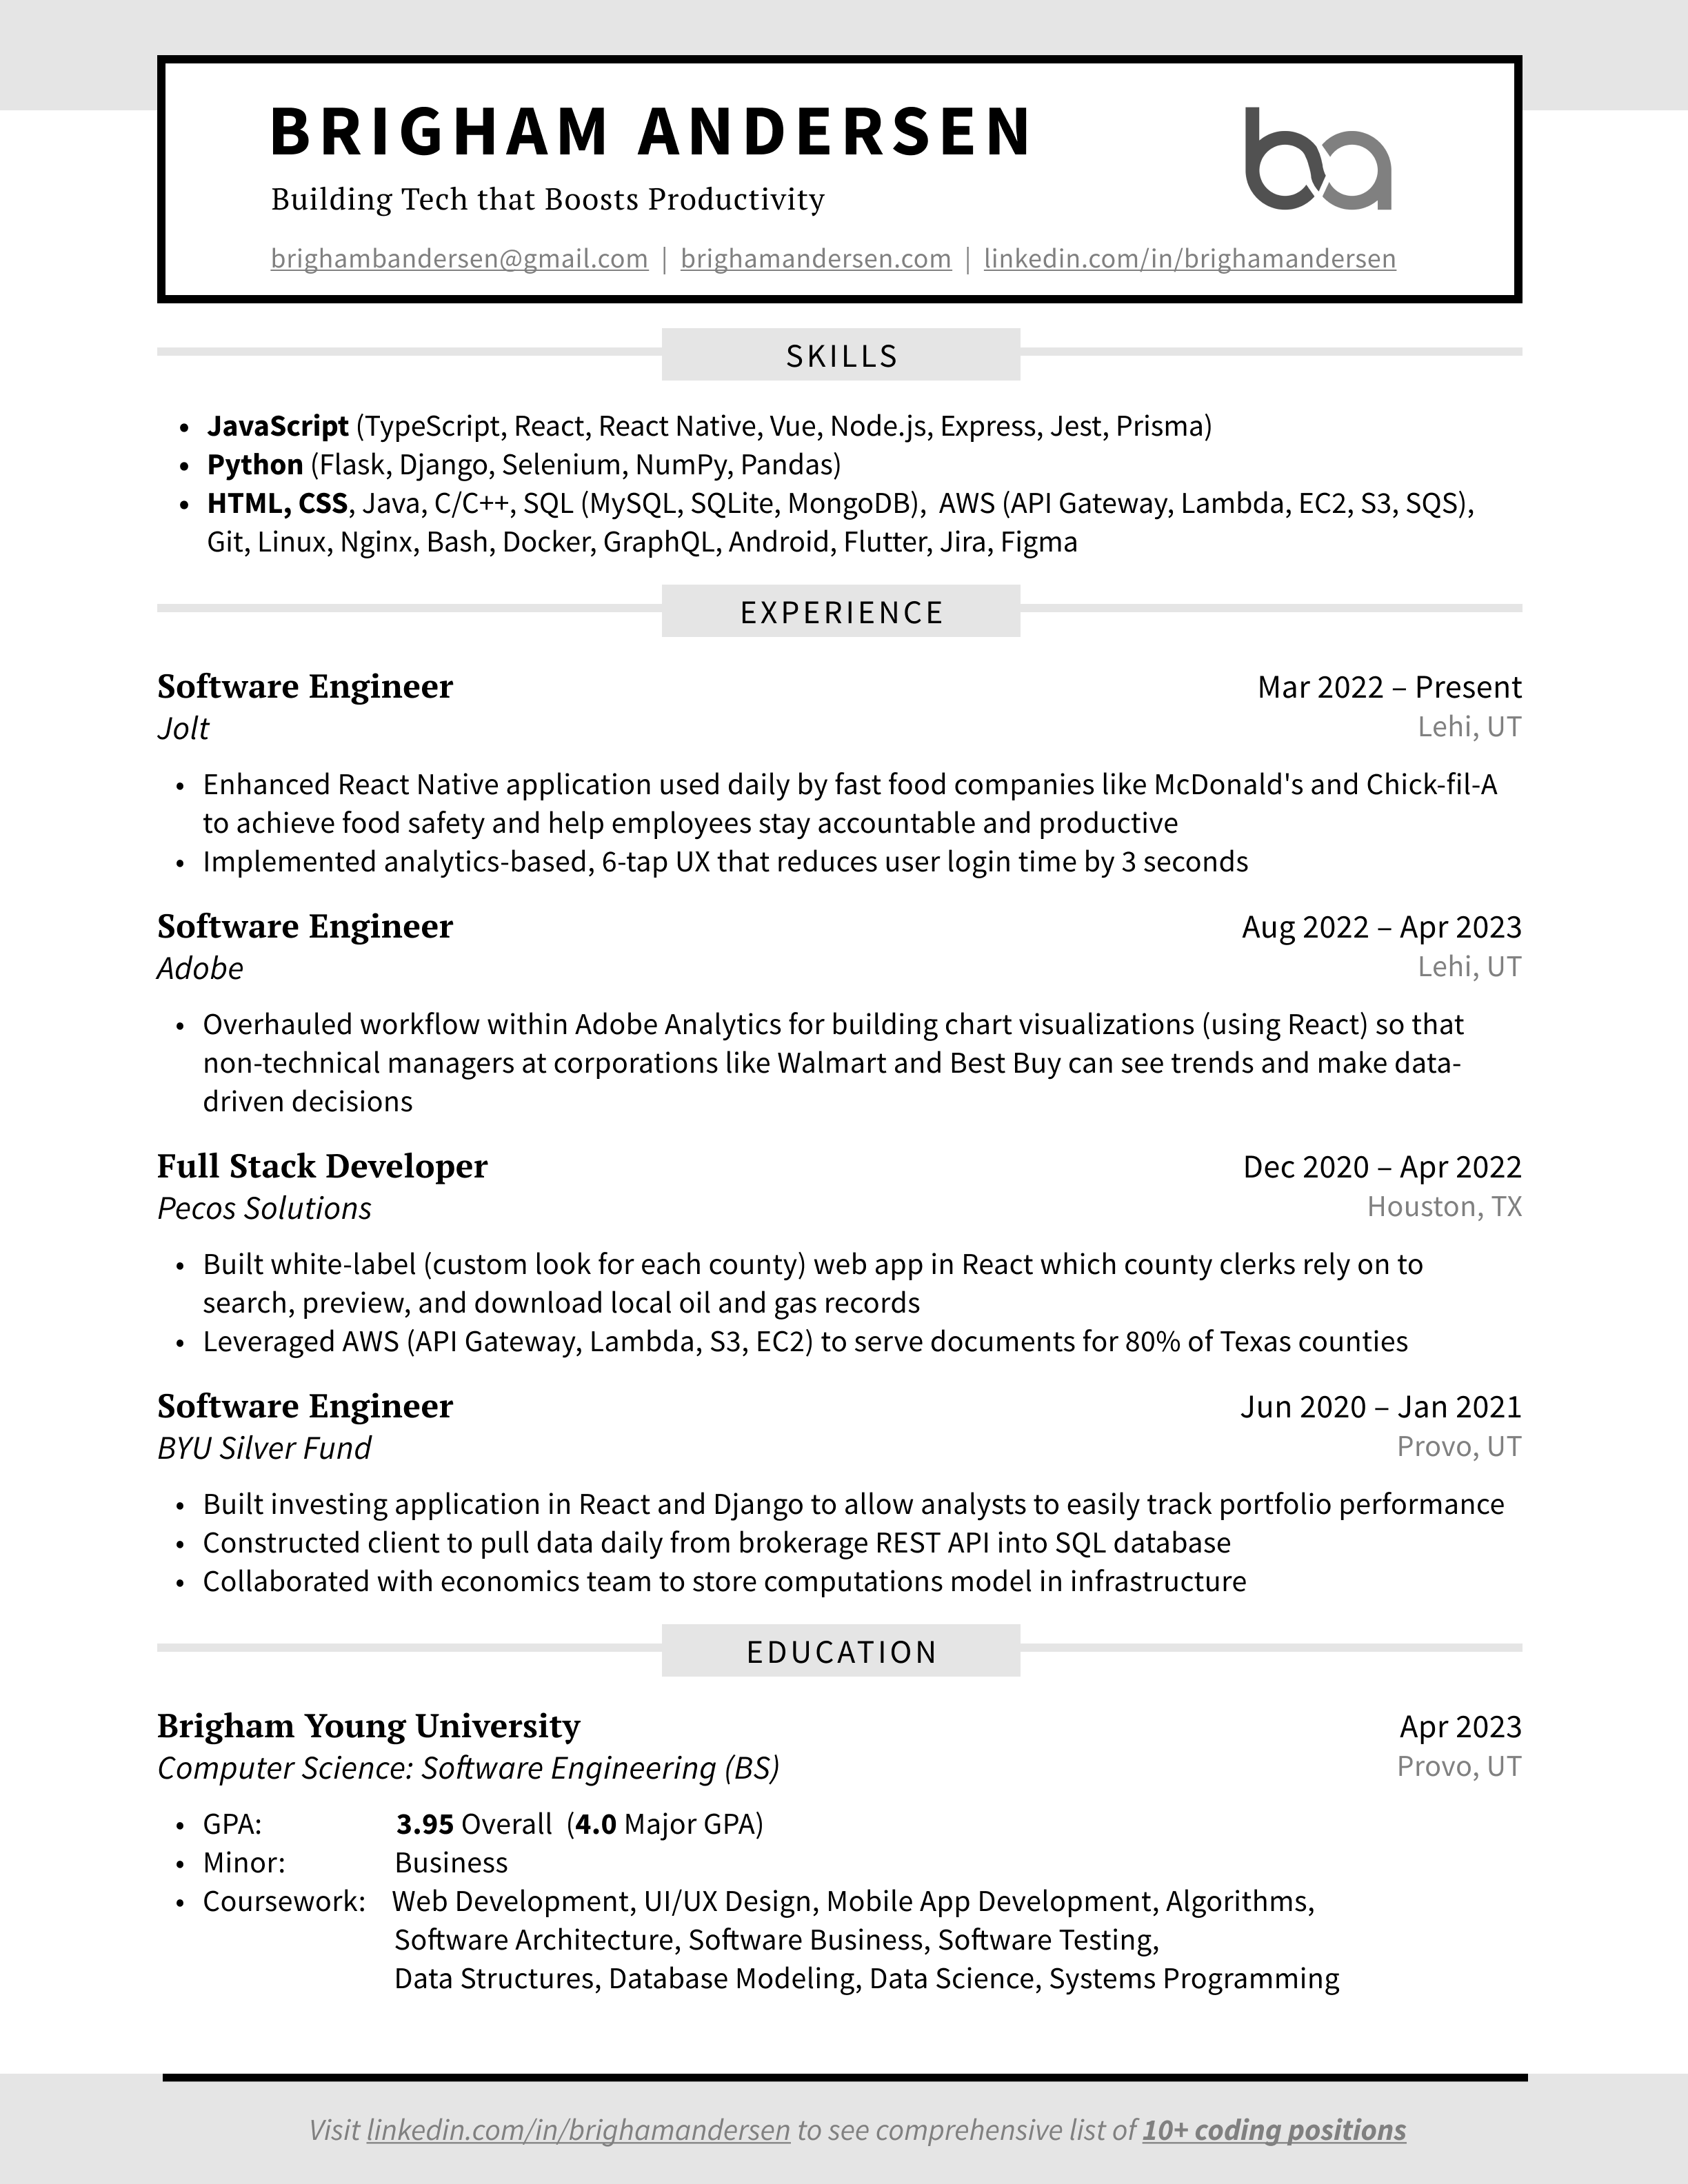 BRIGHAM ANDERSEN
ba
Building Tech that Boosts Productivity
brighambandersen@gmail.com | brighamandersen.com | linkedin.com/in/brighamandersen
SKILLS
• JavaScript (TypeScript, React, React Native, Vue, Node.js, Express, Jest, Prisma)
• Python (Flask, Django, Selenium, NumPy, Pandas)
• HTML, CSS, Java, C/C++, SQL (MySQL, SQLite, MongoDB), AWS (API Gateway, Lambda, EC2, S3, SQS),
Git, Linux, Nginx, Bash, Docker, GraphQL, Android, Flutter, Jira, Figma
EXPERIENCE
Software Engineer Mar 2022 – Present
Jolt Lehi, UT
• Enhanced React Native application used daily by fast food companies like McDonald's and Chick-fil-A
to achieve food safety and help employees stay accountable and productive
• Implemented analytics-based, 6-tap UX that reduces user login time by 3 seconds
Software Engineer Aug 2022 – Apr 2023
Adobe Lehi, UT
• Overhauled workflow within Adobe Analytics for building chart visualizations (using React) so that
non-technical managers at corporations like Walmart and Best Buy can see trends and make data-
driven decisions
Full Stack Developer Dec 2020 – Apr 2022
Pecos Solutions Houston, TX
• Built white-label (custom look for each county) web app in React which county clerks rely on to
search, preview, and download local oil and gas records
• Leveraged AWS (API Gateway, Lambda, S3, EC2) to serve documents for 80% of Texas counties
Software Engineer Jun 2020 – Jan 2021
BYU Silver Fund Provo, UT
• Built investing application in React and Django to allow analysts to easily track portfolio performance
• Constructed client to pull data daily from brokerage REST API into SQL database
• Collaborated with economics team to store computations model in infrastructure
EDUCATION
Brigham Young University Apr 2023
Computer Science: Software Engineering (BS) Provo, UT
• GPA: 3.95 Overall (4.0 Major GPA)
• Minor: Business
• Coursework: Web Development, UI/UX Design, Mobile App Development, Algorithms,
Software Architecture, Software Business, Software Testing,
Data Structures, Database Modeling, Data Science, Systems Programming
Visit linkedin.com/in/brighamandersen to see comprehensive list of 10+ coding positions